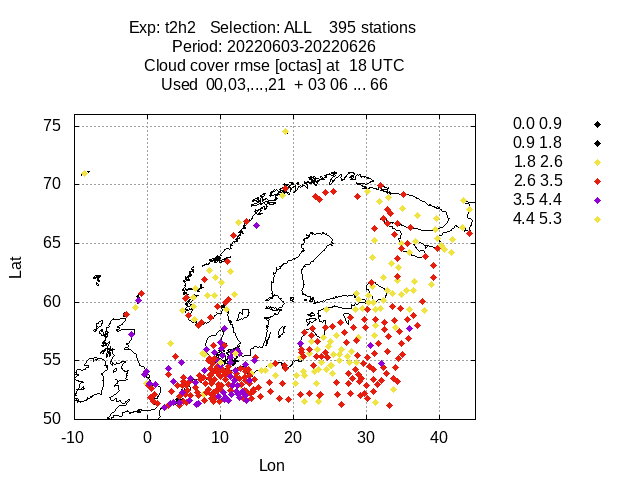 Exp: t2h2 Selection: ALL 395 stations
Period: 20220603-20220626
Cloud cover rmse [octas] at 18 UTC
Used 00,03,...,21 + 03 06 ... 66
0.0 0.9
0.9 1.8
1.8 2.6
2.6 3.5
3.5 4.4
4.4 5.3
75
70
65
60
55
50
Lat
-10 0 10 20 30 40
Lon